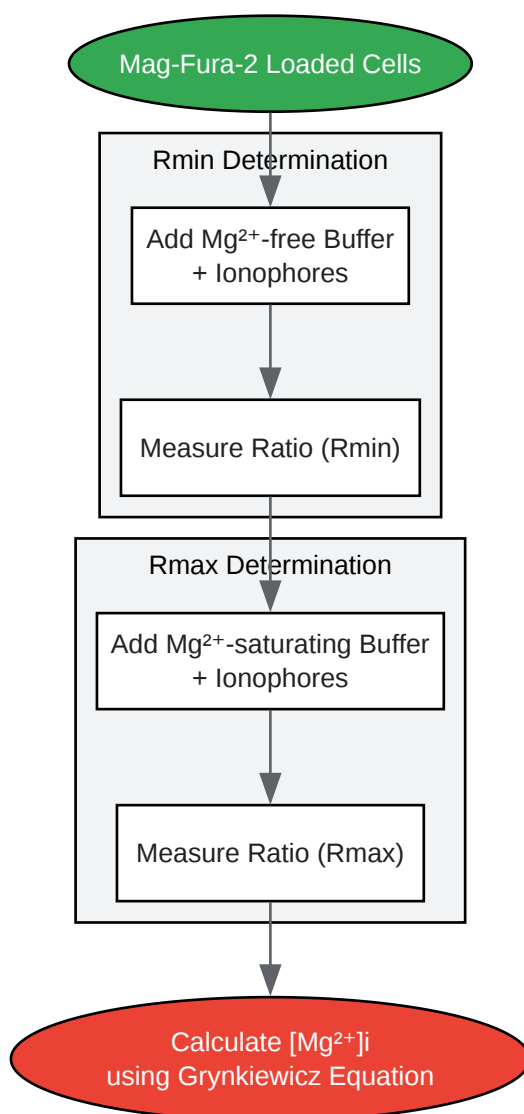 Mag-Fura-2 Loaded Cells
Rmin Determination
Add Mg²⁺-free Buffer
+ Ionophores
Measure Ratio (Rmin)
Rmax Determination
Add Mg²⁺-saturating Buffer
+ Ionophores
Measure Ratio (Rmax)
Calculate [Mg²⁺]i
using Grynkiewicz Equation